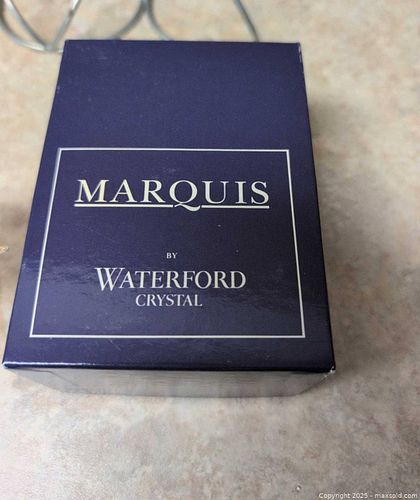 MARQUIS
BY
WATERFORD
CRYSTAL
Copyright 2025 - maxsold.com